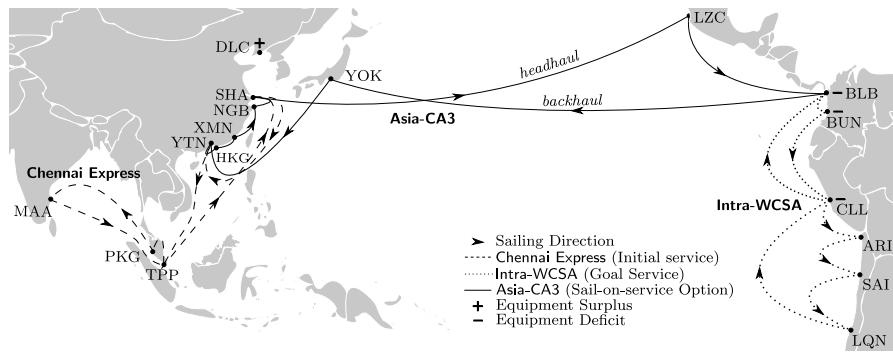 LZC
DLC +
headhaul
YOK
SHA
BLB
NGB
backhaul
BUN
Asia-CA3
XMN
YTN
HKG
Chennai Express
Intra-WCSA
CLL
MAA
ARI
Sailing Direction
PKG
Chennai Express (Initial service)
TPP
Intra-WCSA (Goal Service)
SAI
Asia-CA3 (Sail-on-service Option)
+ Equipment Surplus
− Equipment Deficit
LQN